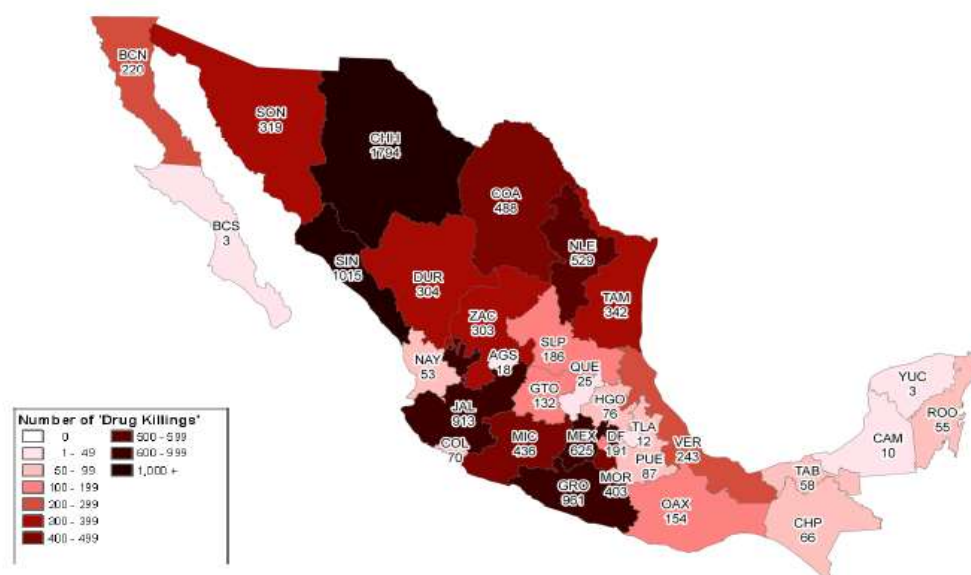 BCN
220
SON
319
CHH
1794
COA
488
BCS
3
NLE
529
SIN
1015
DUR
304
TAM
342
ZAC
303
SLP
186
NAY
53
AGS
18
QUE
25
YUC
3
GTO
132
HGO
76
ROO
55
JAL
913
TLA
12
CAM
10
COL
70
MIC
436
MEX
625
DF
191
VER
243
PUE
87
TAB
58
GRO
961
MOR
403
OAX
154
CHP
66
Number of 'Drug Killings'
0
1 - 49
50 - 99
100 - 199
200 - 299
300 - 399
400 - 499
500 - 599
600 - 999
1,000 +